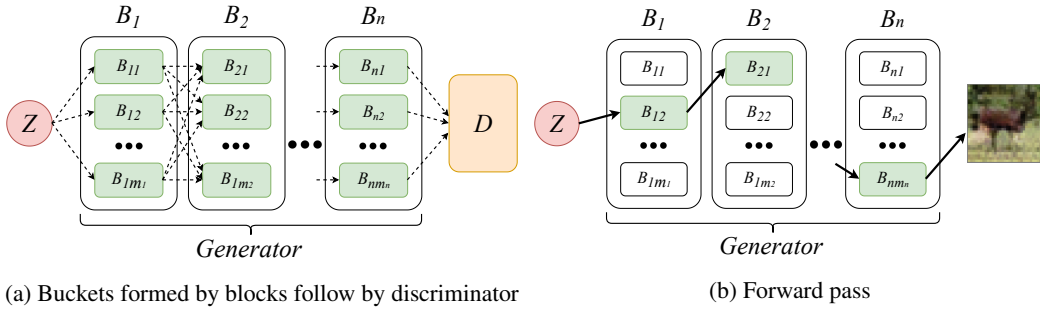 B1 B2 Bn
B11 B21 Bn1
Z B12 B22 Bn2 D
B1m1 B1m2 Bnmn
Generator
(a) Buckets formed by blocks follow by discriminator
B1 B2 Bn
B11 B21 Bn1
Z B12 B22 Bn2
B1m1 B1m2 Bnmn
Generator
(b) Forward pass